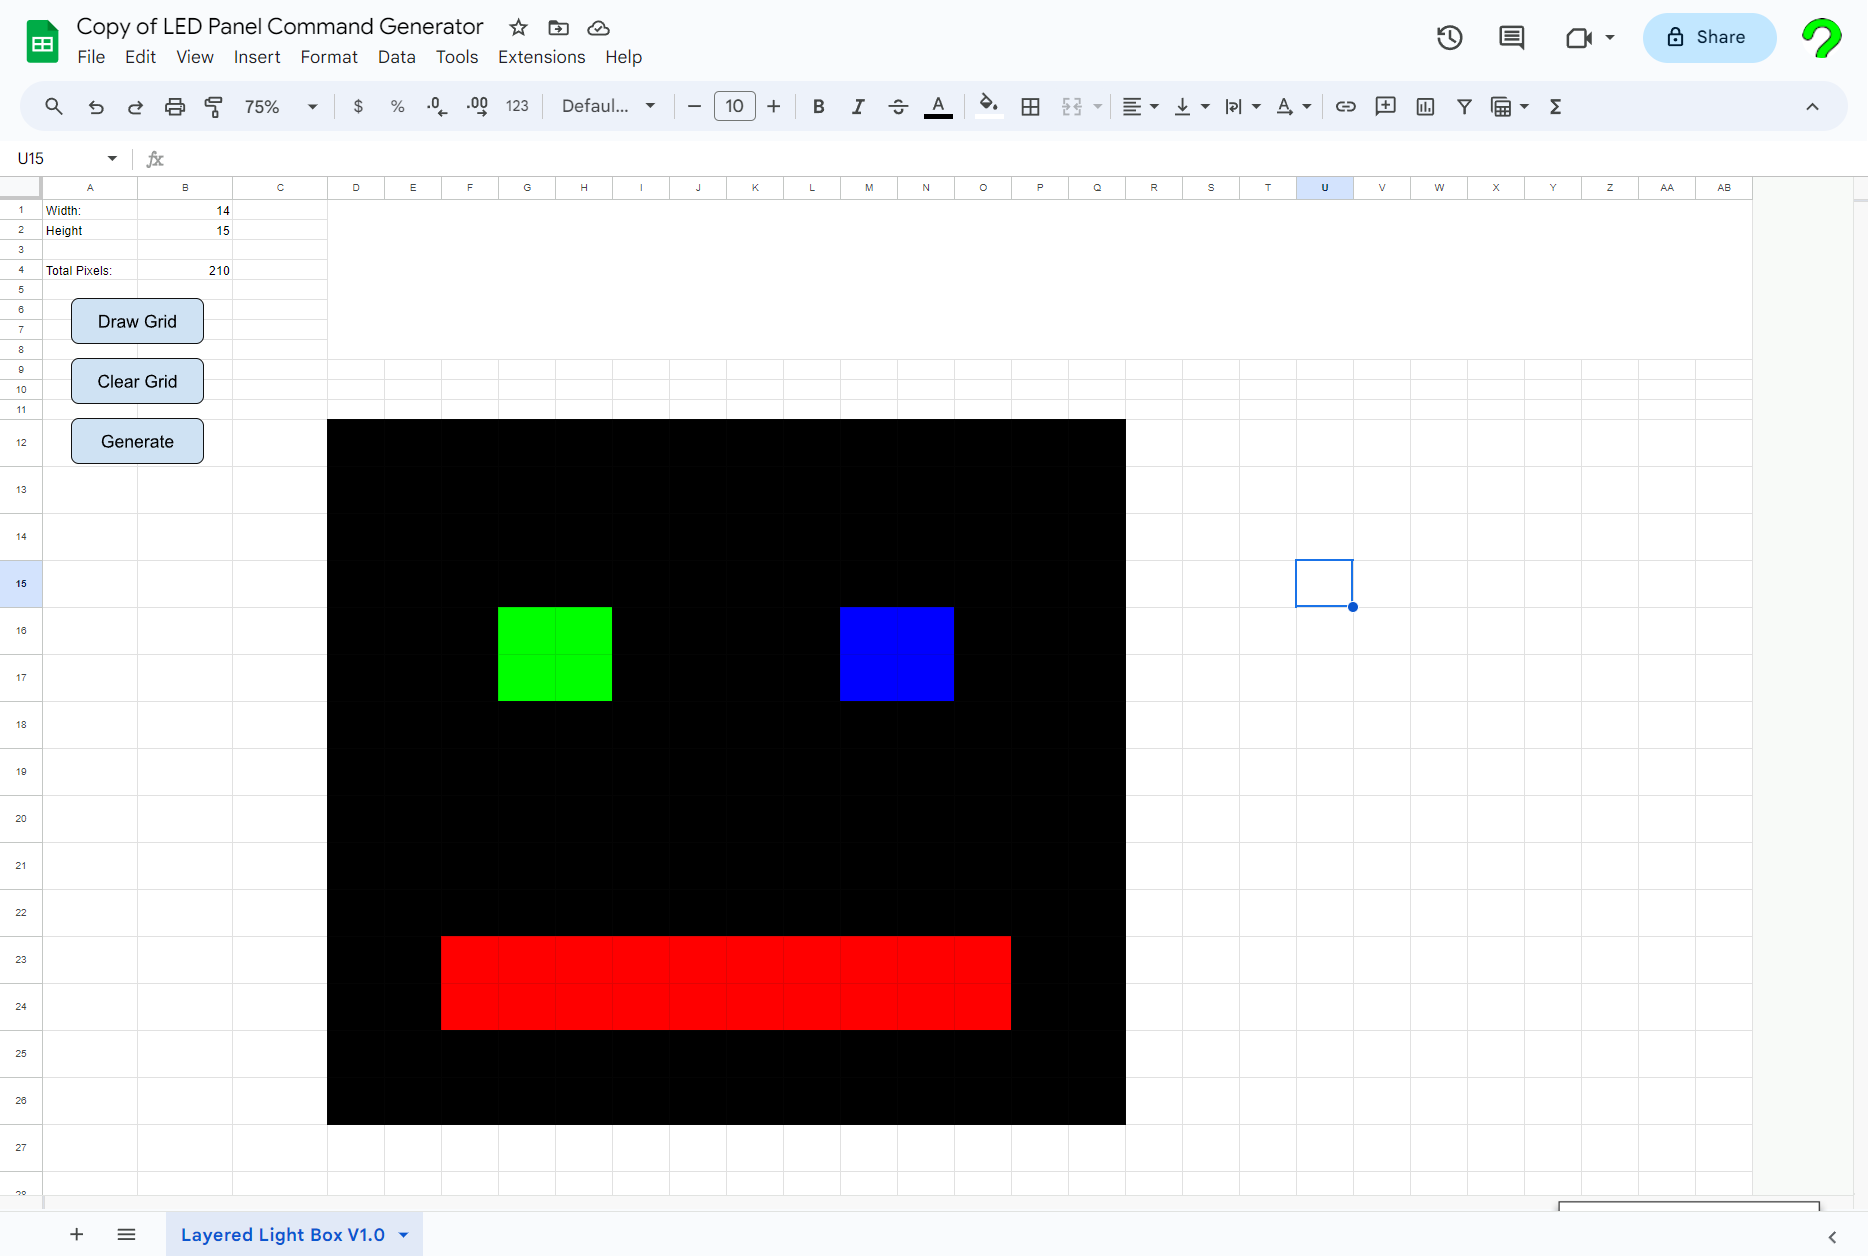 Copy of LED Panel Command Generator
File Edit View Insert Format Data Tools Extensions Help
Share
75% $ % .0 .00 123 Defaul... 10 B I A A Σ
U15 fx
A B C D E F G H I J K L M N O P Q R S T U V W X Y Z AA AB
1 Width: 14
2 Height 15
3
4 Total Pixels: 210
5
6
Draw Grid
7
8
9
Clear Grid
10
11
12 Generate
13
14
15
16
17
18
19
20
21
22
23
24
25
26
27
28
Layered Light Box V1.0